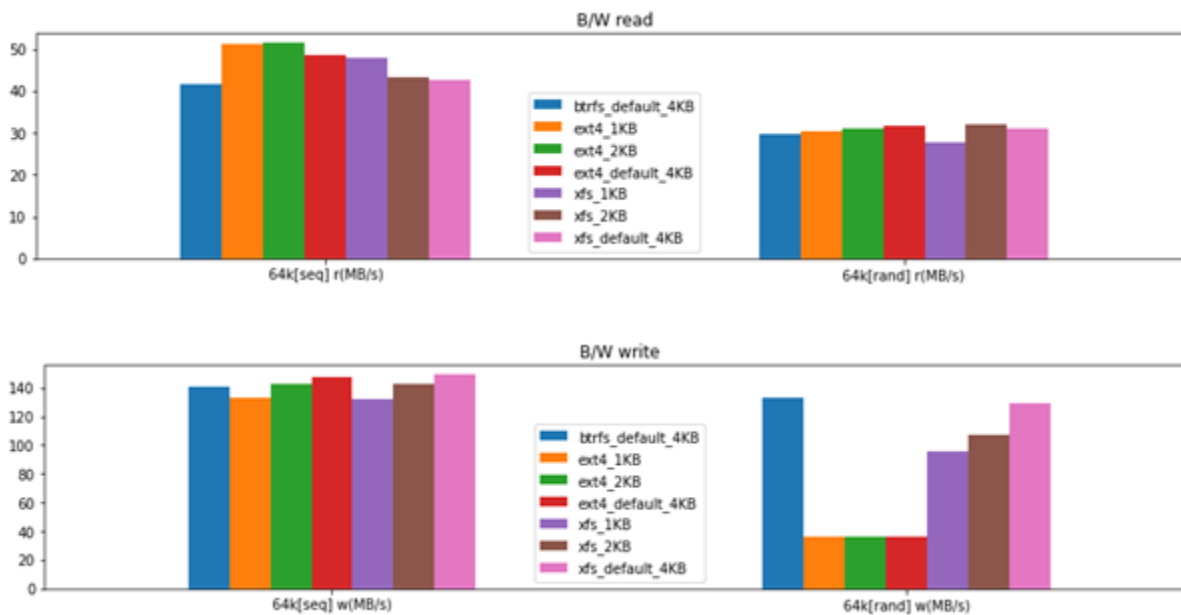 B/W read
50
40
30
20
10
0
btrfs_default_4KB
ext4_1KB
ext4_2KB
ext4_default_4KB
xfs_1KB
xfs_2KB
xfs_default_4KB
64k[seq] r(MB/s)
64k[rand] r(MB/s)
B/W write
140
120
100
80
60
40
20
0
btrfs_default_4KB
ext4_1KB
ext4_2KB
ext4_default_4KB
xfs_1KB
xfs_2KB
xfs_default_4KB
64k[seq] w(MB/s)
64k[rand] w(MB/s)